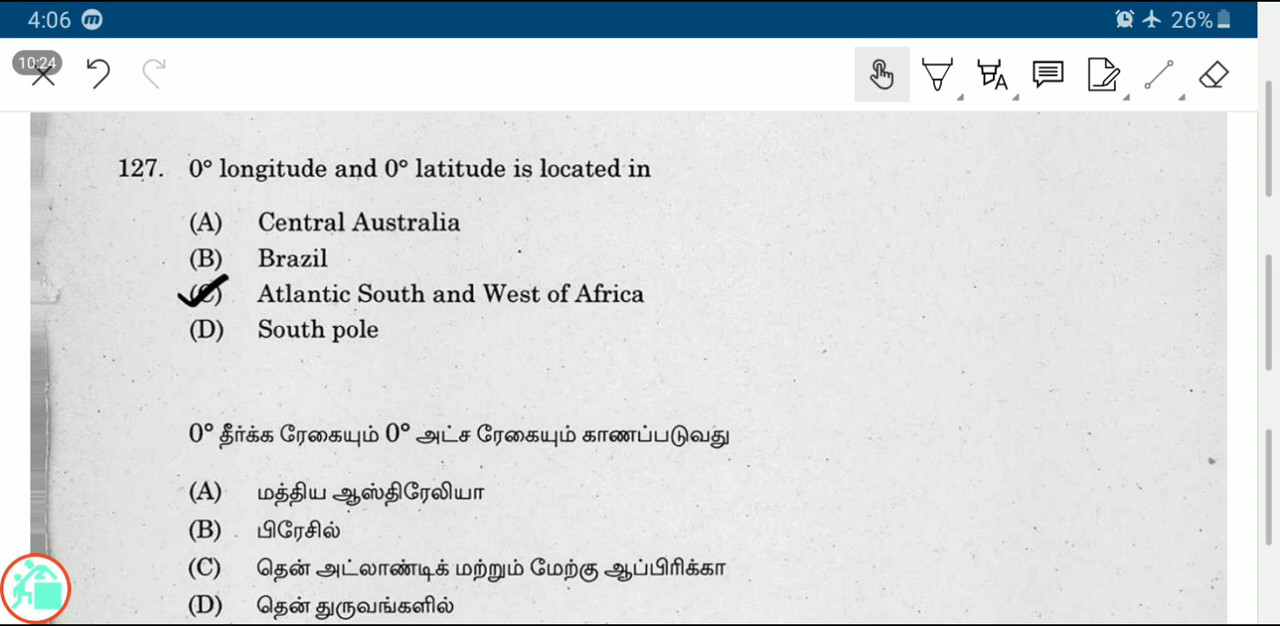 4:06 m 26%
10:24
A
127. 0° longitude and 0° latitude is located in
(A) Central Australia
(B) Brazil
(C) Atlantic South and West of Africa
(D) South pole
0° தீர்க்க ரேகையும் 0° அட்ச ரேகையும் காணப்படுவது
(A) மத்திய ஆஸ்திரேலியா
(B) பிரேசில்
(C) தென் அட்லாண்டிக் மற்றும் மேற்கு ஆப்பிரிக்கா
(D) தென் துருவங்களில்